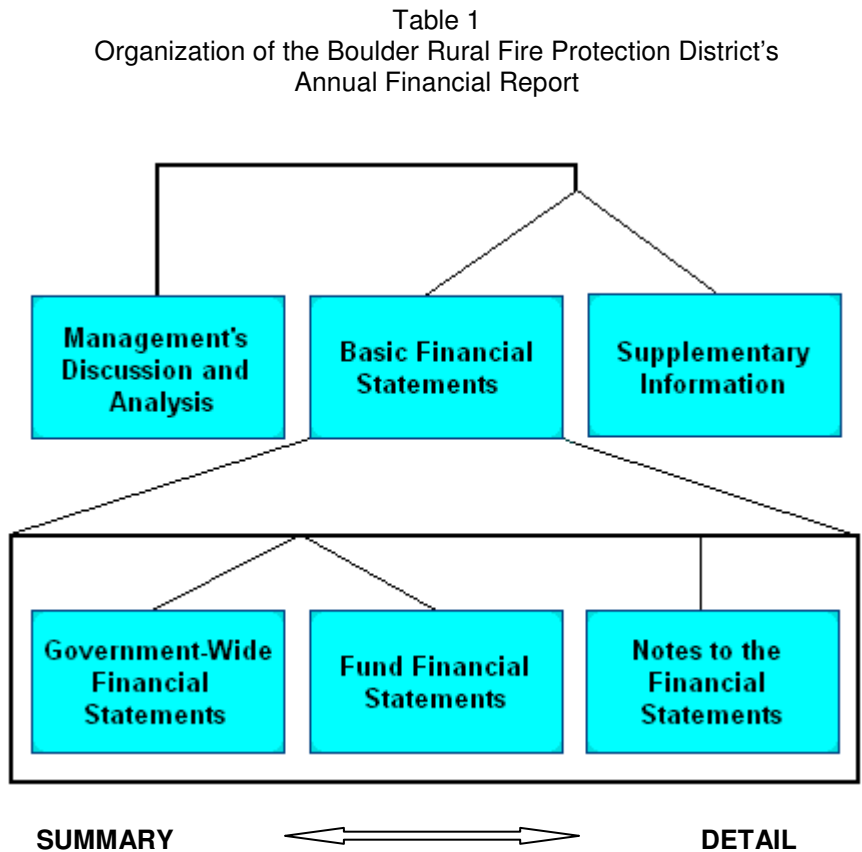 Table 1
Organization of the Boulder Rural Fire Protection District's
Annual Financial Report
Management's
Discussion and
Analysis
Basic Financial
Statements
Supplementary
Information
Government-Wide
Financial
Statements
Fund Financial
Statements
Notes to the
Financial
Statements
SUMMARY
DETAIL